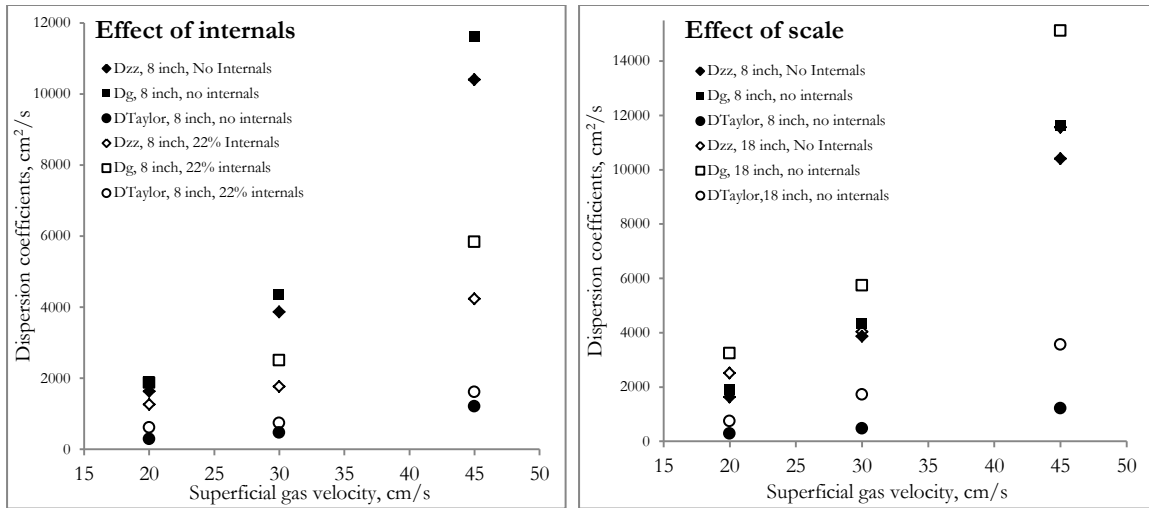 Effect of internals
Dzz, 8 inch, No Internals
Dg, 8 inch, no internals
DTaylor, 8 inch, no internals
Dzz, 8 inch, 22% Internals
Dg, 8 inch, 22% internals
DTaylor, 8 inch, 22% internals
Dispersion coefficients, cm²/s
12000
10000
8000
6000
4000
2000
0
15 20 25 30 35 40 45 50
Superficial gas velocity, cm/s
Effect of scale
Dzz, 8 inch, No Internals
Dg, 8 inch, no internals
DTaylor, 8 inch, no internals
Dzz, 18 inch, No Internals
Dg, 18 inch, no internals
DTaylor,18 inch, no internals
Dispersion coefficients, cm²/s
14000
12000
10000
8000
6000
4000
2000
0
15 20 25 30 35 40 45 50
Superficial gas velocity, cm/s